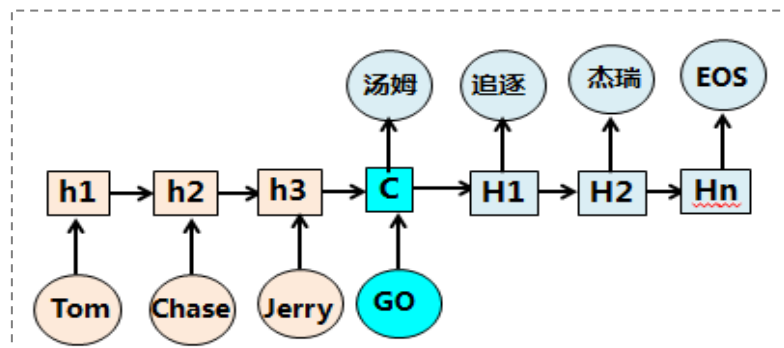 汤姆 追逐 杰瑞 EOS
h1 h2 h3 C H1 H2 Hn
Tom Chase Jerry GO